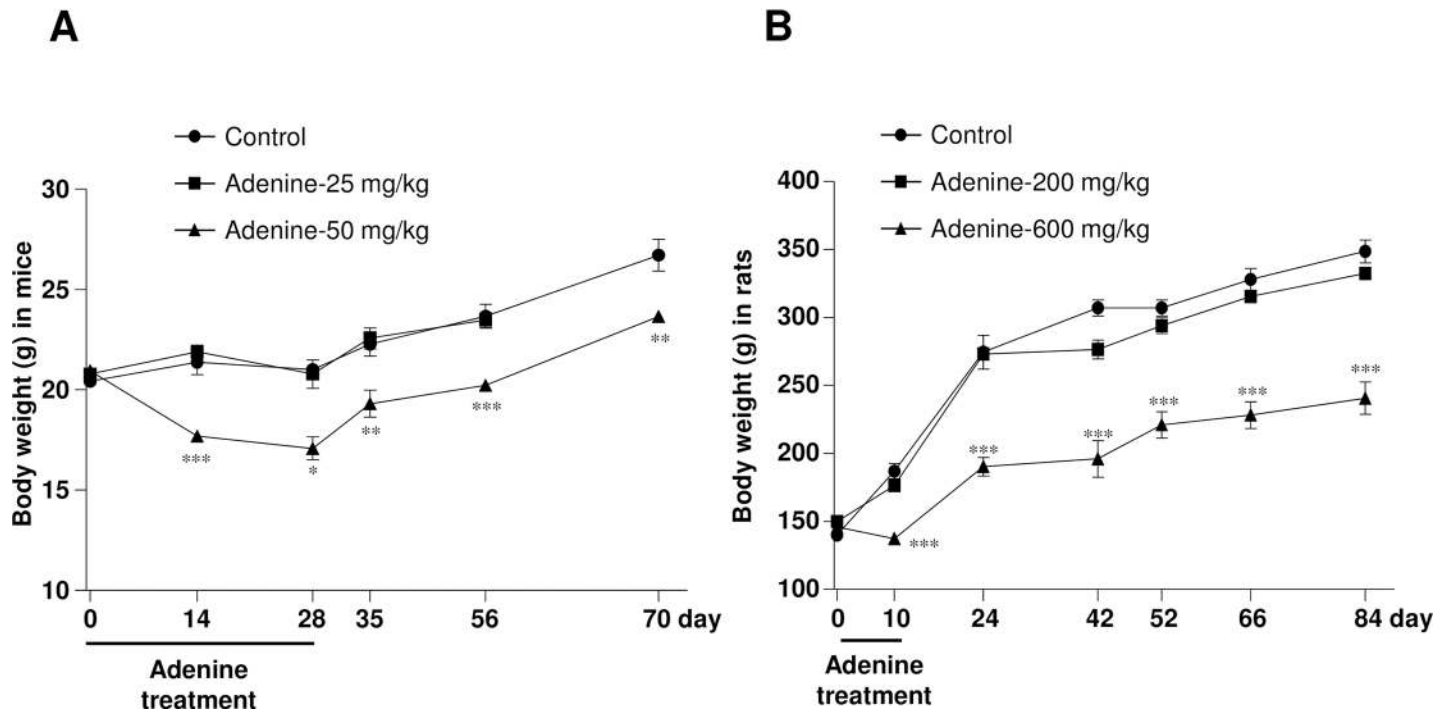 A
Control
Adenine-25 mg/kg
Adenine-50 mg/kg
Body weight (g) in mice
30
25
20
15
10
***
*
**
***
**
0 14 28 35 56 70 day
Adenine
treatment
B
Control
Adenine-200 mg/kg
Adenine-600 mg/kg
Body weight (g) in rats
400
350
300
250
200
150
100
***
***
***
***
***
***
0 10 24 42 52 66 84 day
Adenine
treatment